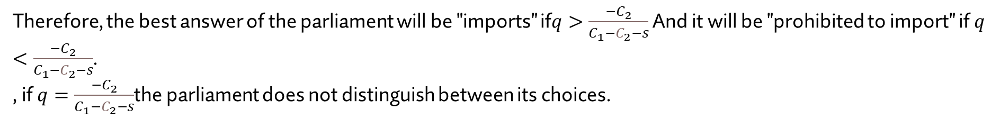 Therefore, the best answer of the parliament will be "imports" if q > \frac{-C_2}{C_1-C_2-s} And it will be "prohibited to import" if q
< \frac{-C_2}{C_1-C_2-s}.
, if q = \frac{-C_2}{C_1-C_2-s} the parliament does not distinguish between its choices.